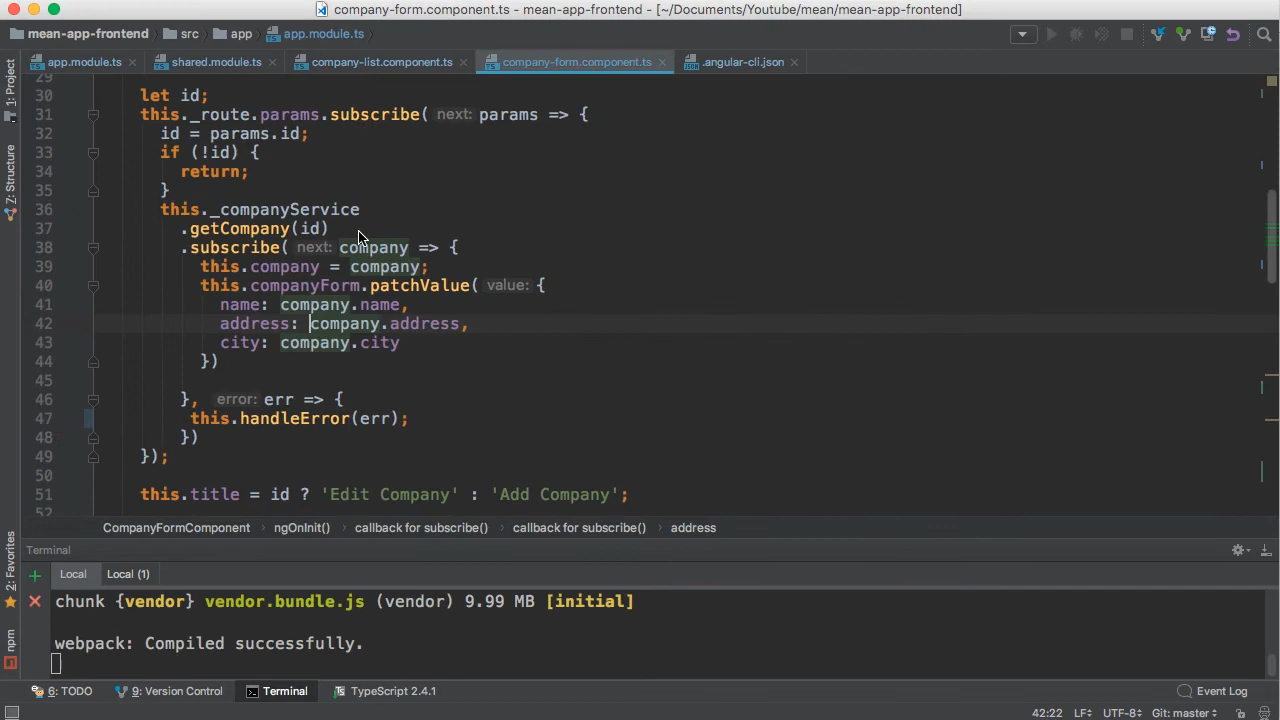 company-form.component.ts - mean-app-frontend - [~/Documents/Youtube/mean/mean-app-frontend]
mean-app-frontend src app app.module.ts
app.module.ts shared.module.ts company-list.component.ts company-form.component.ts .angular-cli.json
1: Project
7: Structure
2: Favorites
npm
29
30 let id;
31 this._route.params.subscribe( next: params => {
32 id = params.id;
33 if (!id) {
34 return;
35 }
36 this._companyService
37 .getCompany(id)
38 .subscribe( next: company => {
39 this.company = company;
40 this.companyForm.patchValue( value: {
41 name: company.name,
42 address: company.address,
43 city: company.city
44 })
45
46 }, error: err => {
47 this.handleError(err);
48 })
49 });
50
51 this.title = id ? 'Edit Company' : 'Add Company';
52
CompanyFormComponent ngOnInit() callback for subscribe() callback for subscribe() address
Terminal
Local Local (1)
chunk {vendor} vendor.bundle.js (vendor) 9.99 MB [initial]
webpack: Compiled successfully.
6: TODO 9: Version Control Terminal TypeScript 2.4.1 Event Log
42:22 LF UTF-8 Git: master